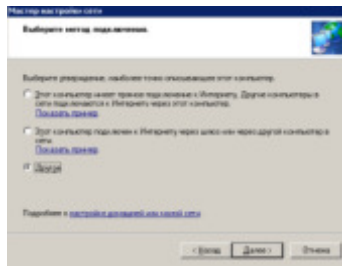 Мастер настройки сети
Выберите метод подключения.
Выберите утверждение, наиболее точно описывающее этот компьютер:
Этот компьютер имеет прямое подключение к Интернету. Другие компьютеры в
сети подключаются к Интернету через этот компьютер.
Показать пример.
Этот компьютер подключен к Интернету через шлюз или через другой компьютер в
сети.
Показать пример.
Другое
Подробнее о настройке домашней или малой сети.
< Назад
Далее >
Отмена